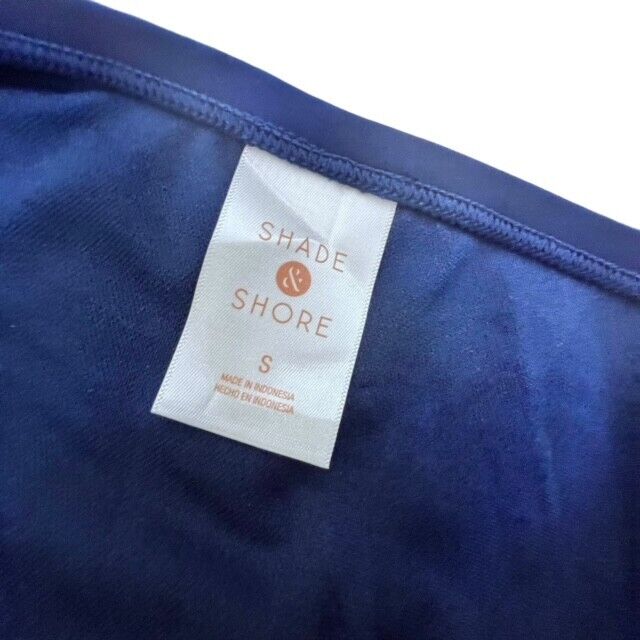 SHADE
&
SHORE
S
MADE IN INDONESIA
HECHO EN INDONESIA